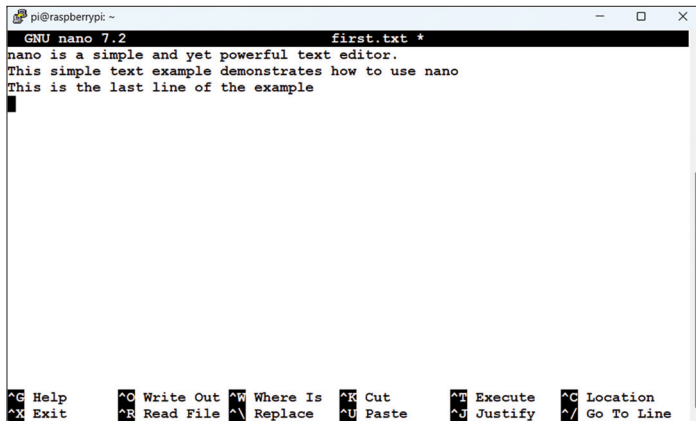 pi@raspberrypi: ~
GNU nano 7.2 first.txt *
nano is a simple and yet powerful text editor.
This simple text example demonstrates how to use nano
This is the last line of the example
^G Help ^O Write Out ^W Where Is ^K Cut ^T Execute ^C Location
^X Exit ^R Read File ^\ Replace ^U Paste ^J Justify ^/ Go To Line